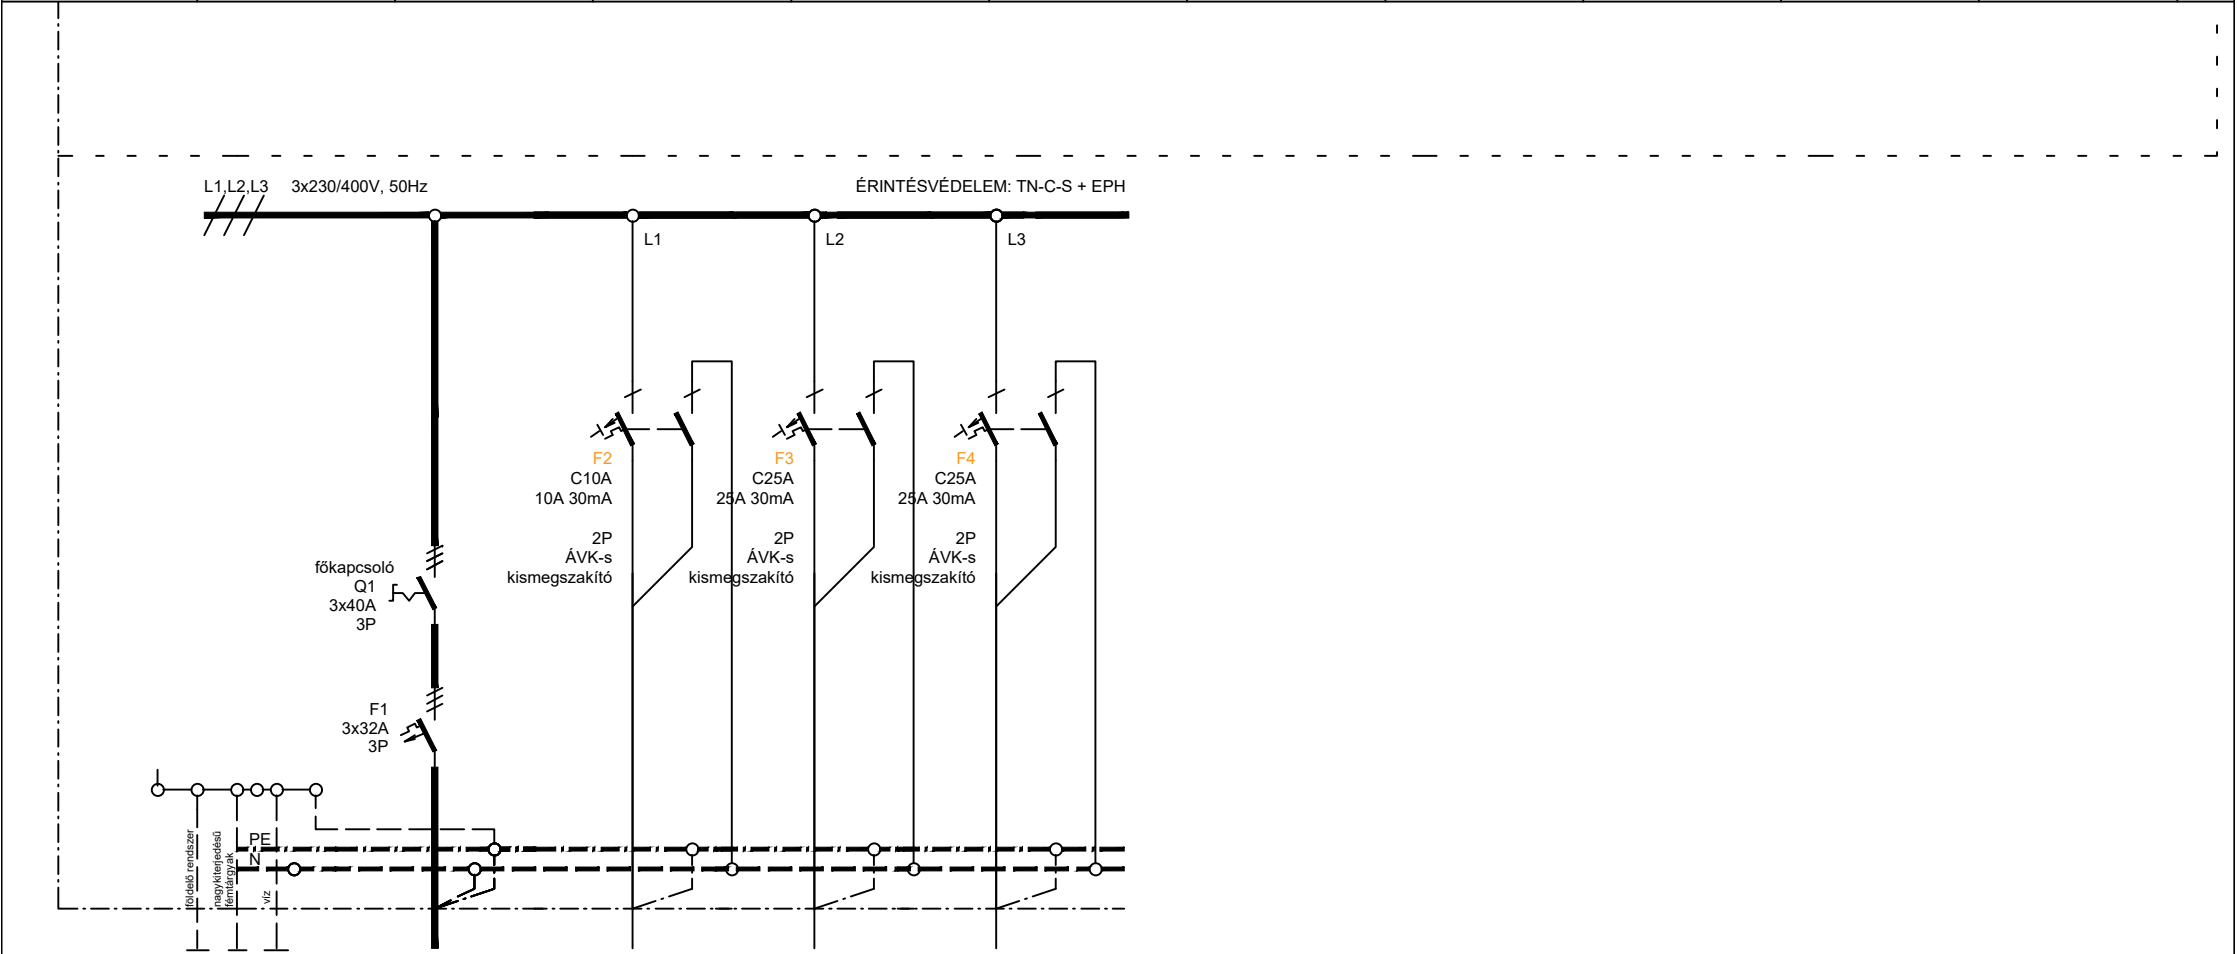 L1,L2,L3 3x230/400V, 50Hz
ÉRINTÉSVÉDELEM: TN-C-S + EPH
L1
L2
L3
F2
C10A
10A 30mA
2P
ÁVK-s
kismegszakító
F3
C25A
25A 30mA
2P
ÁVK-s
kismegszakító
F4
C25A
25A 30mA
2P
ÁVK-s
kismegszakító
főkapcsoló
Q1
3x40A
3P
F1
3x32A
3P
PE
N
földelő rendszer
nagykiterjedésű
fémtárgyak
víz